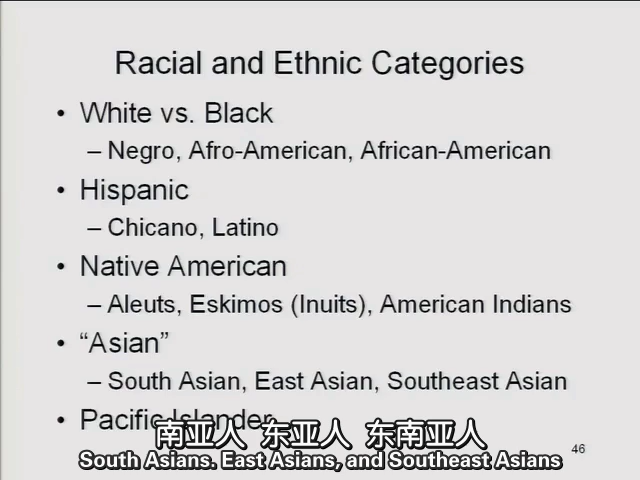 Racial and Ethnic Categories
• White vs. Black
– Negro, Afro-American, African-American
• Hispanic
– Chicano, Latino
• Native American
– Aleuts, Eskimos (Inuits), American Indians
• “Asian”
– South Asian, East Asian, Southeast Asian
• Pacific Islander
南亚人 东亚人 东南亚人
South Asians. East Asians, and Southeast Asians
46